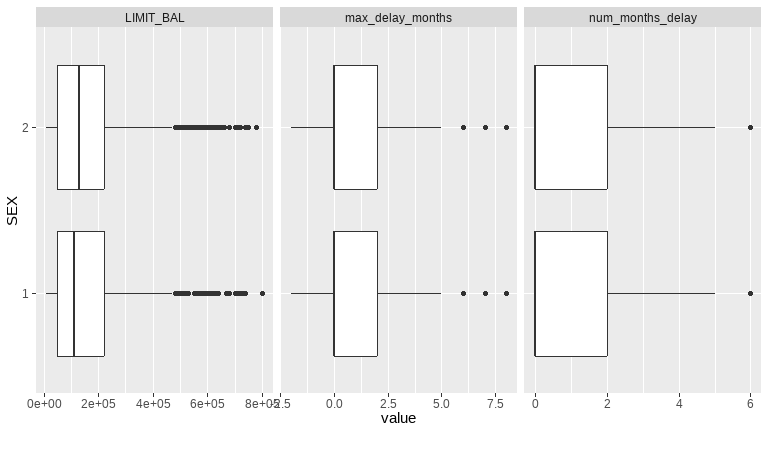 LIMIT_BAL max_delay_months num_months_delay
2
SEX
1
0e+00 2e+05 4e+05 6e+05 8e+05 -2.5 0.0 2.5 5.0 7.5 0 2 4 6
value